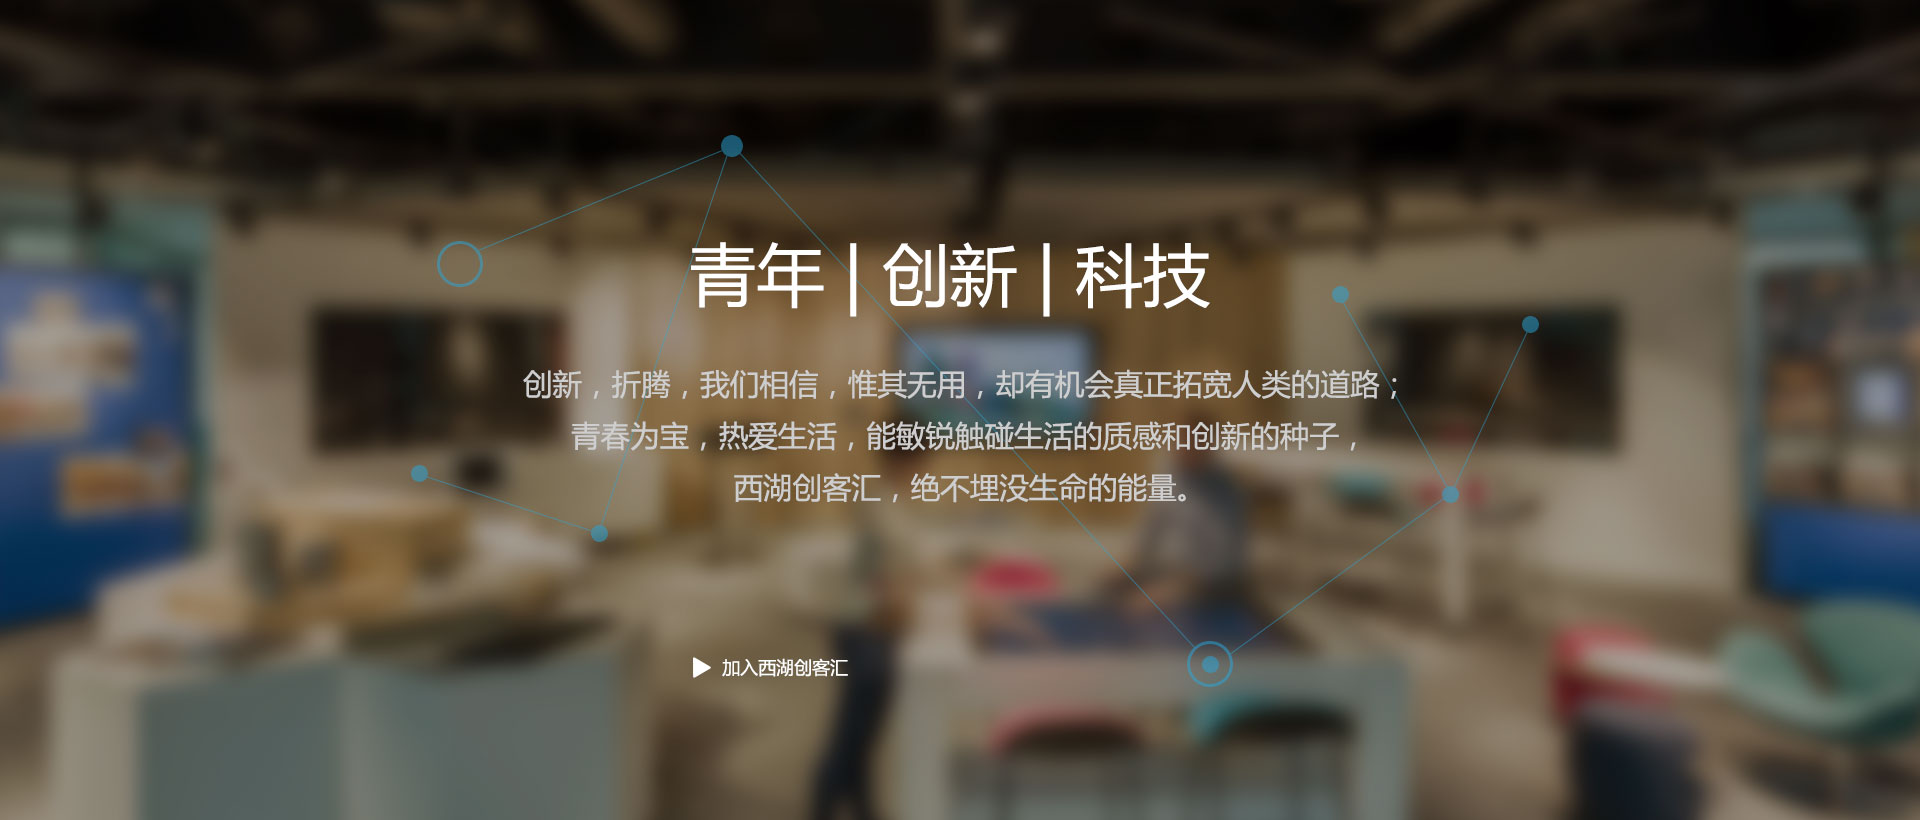 青年 | 创新 | 科技
创新，折腾，我们相信，惟其无用，却有机会真正拓宽人类的道路；
青春为宝，热爱生活，能敏锐触碰生活的质感和创新的种子，
西湖创客汇，绝不埋没生命的能量。
加入西湖创客汇